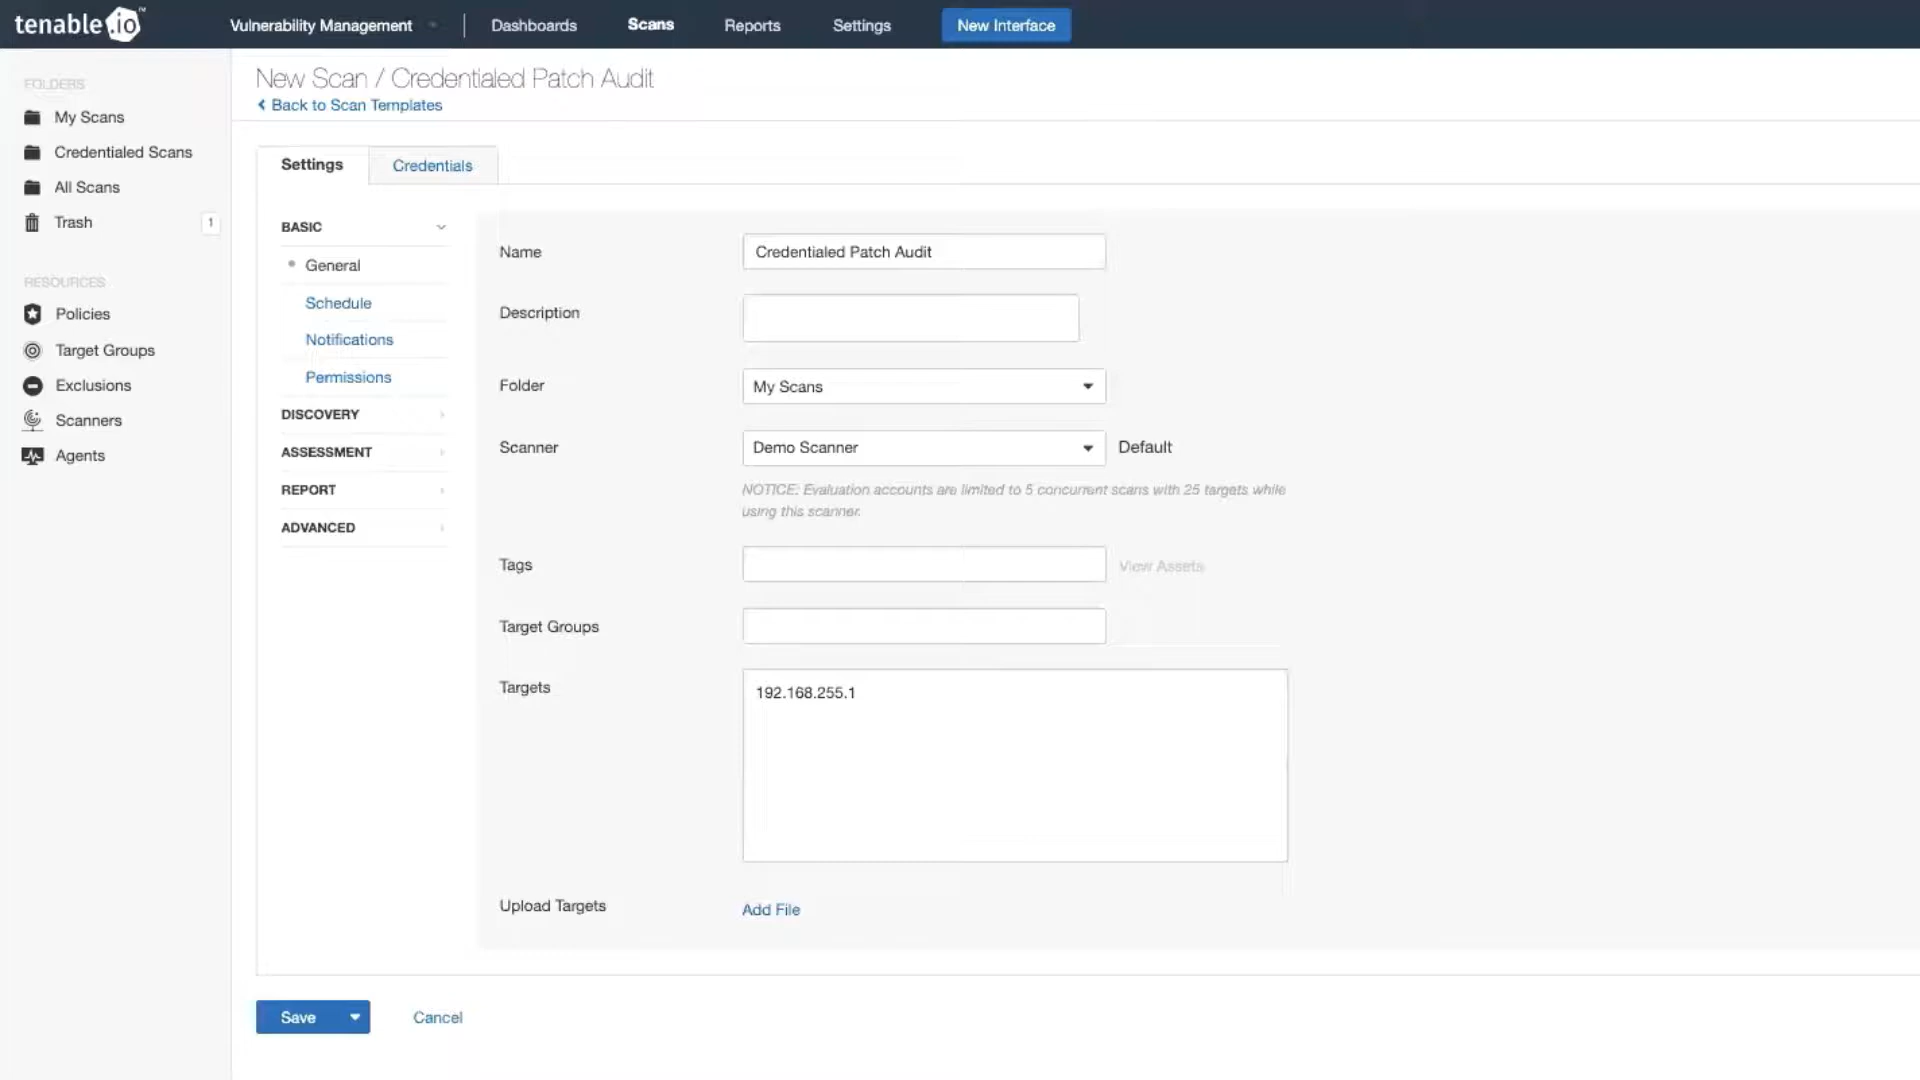 tenable.io™
Vulnerability Management
Dashboards
Scans
Reports
Settings
New Interface
FOLDERS
My Scans
Credentialed Scans
All Scans
Trash
1
RESOURCES
Policies
Target Groups
Exclusions
Scanners
Agents
New Scan / Credentialed Patch Audit
Back to Scan Templates
Settings
Credentials
BASIC
General
Schedule
Notifications
Permissions
DISCOVERY
ASSESSMENT
REPORT
ADVANCED
Name
Credentialed Patch Audit
Description
Folder
My Scans
Scanner
Demo Scanner
Default
NOTICE: Evaluation accounts are limited to 5 concurrent scans with 25 targets while
using this scanner.
Tags
View Assets
Target Groups
Targets
192.168.255.1
Upload Targets
Add File
Save
Cancel